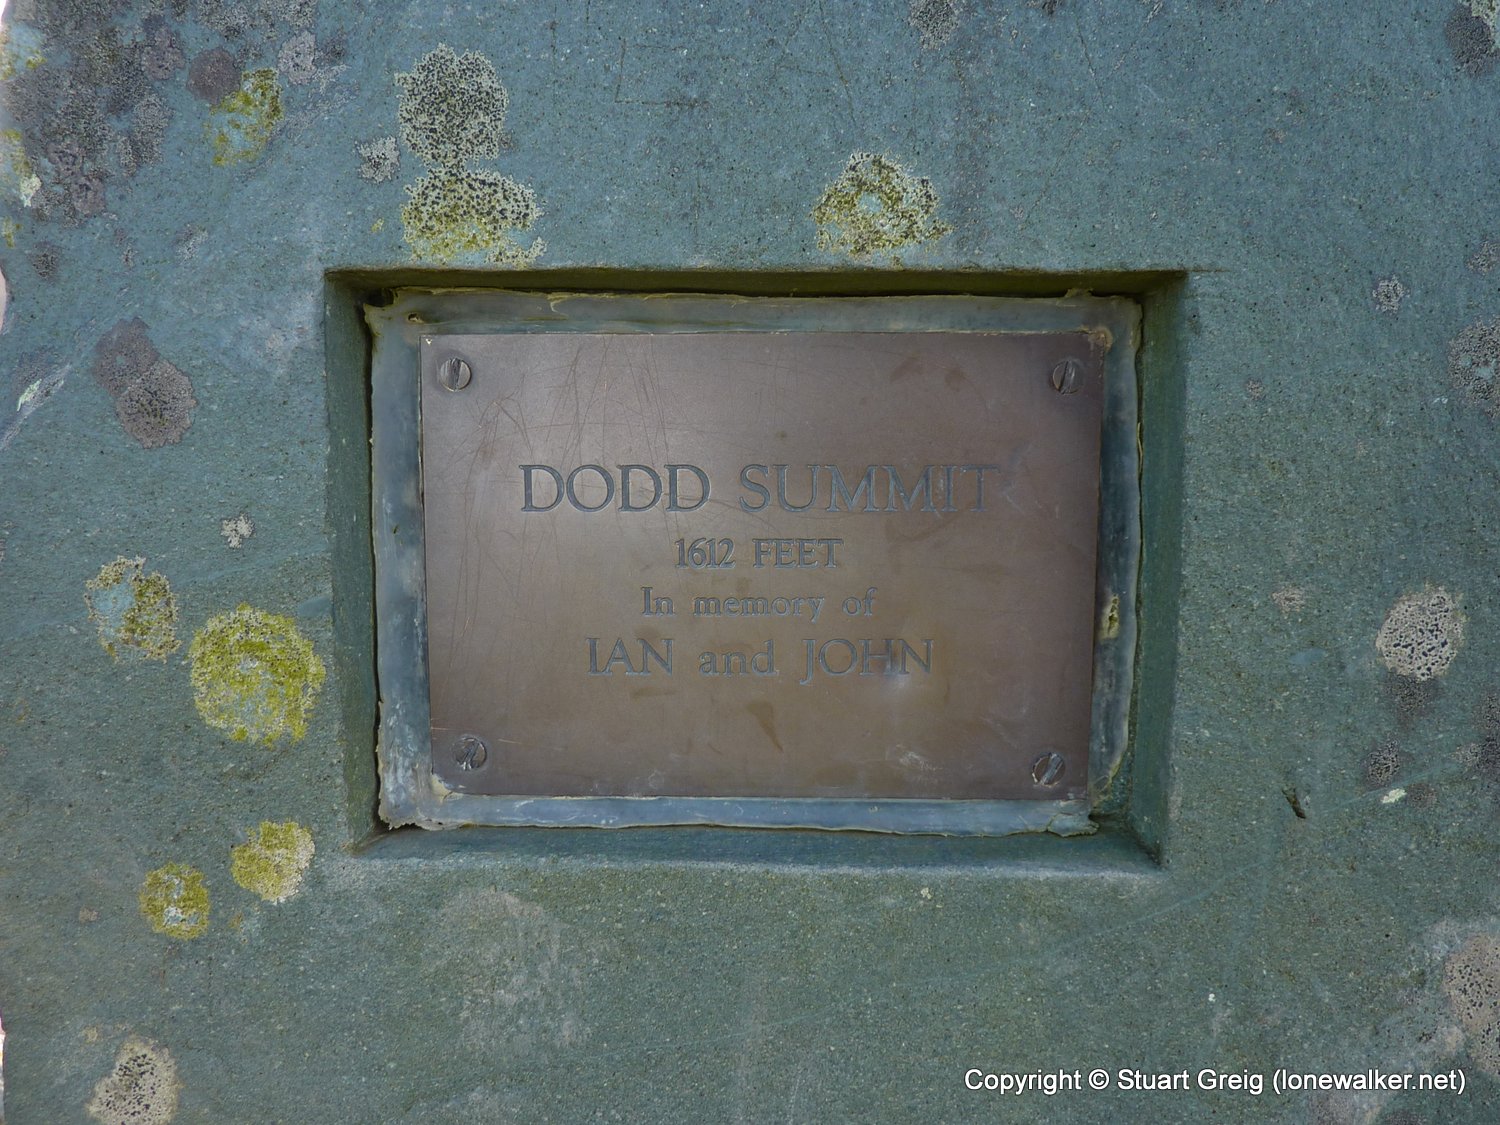 DODD SUMMIT
1612 FEET
In memory of
IAN and JOHN
Copyright © Stuart Greig (lonewalker.net)